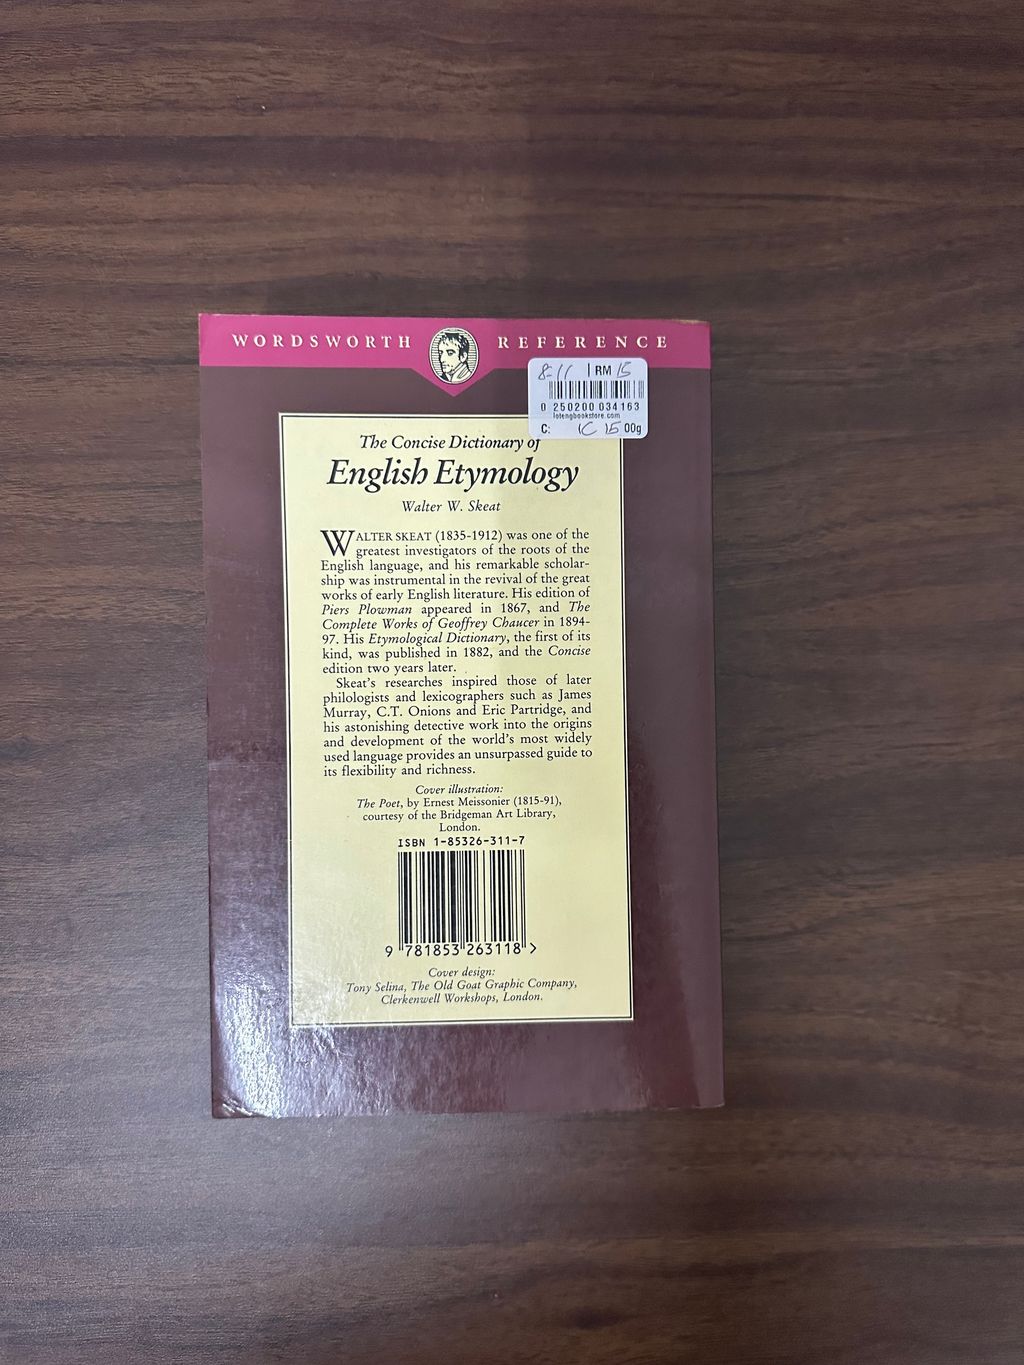 WORDSWORTH REFERENCE
8-11 RM 15
0 250200 034163
lotengbookstore.com
C: 1C 15 00g
The Concise Dictionary of
English Etymology
Walter W. Skeat
WALTER SKEAT (1835-1912) was one of the
greatest investigators of the roots of the
English language, and his remarkable scholar-
ship was instrumental in the revival of the great
works of early English literature. His edition of
Piers Plowman appeared in 1867, and The
Complete Works of Geoffrey Chaucer in 1894-
97. His Etymological Dictionary, the first of its
kind, was published in 1882, and the Concise
edition two years later.
Skeat's researches inspired those of later
philologists and lexicographers such as James
Murray, C.T. Onions and Eric Partridge, and
his astonishing detective work into the origins
and development of the world's most widely
used language provides an unsurpassed guide to
its flexibility and richness.
Cover illustration:
The Poet, by Ernest Meissonier (1815-91),
courtesy of the Bridgeman Art Library,
London.
ISBN 1-85326-311-7
9 781853 263118 >
Cover design:
Tony Selina, The Old Goat Graphic Company,
Clerkenwell Workshops, London.